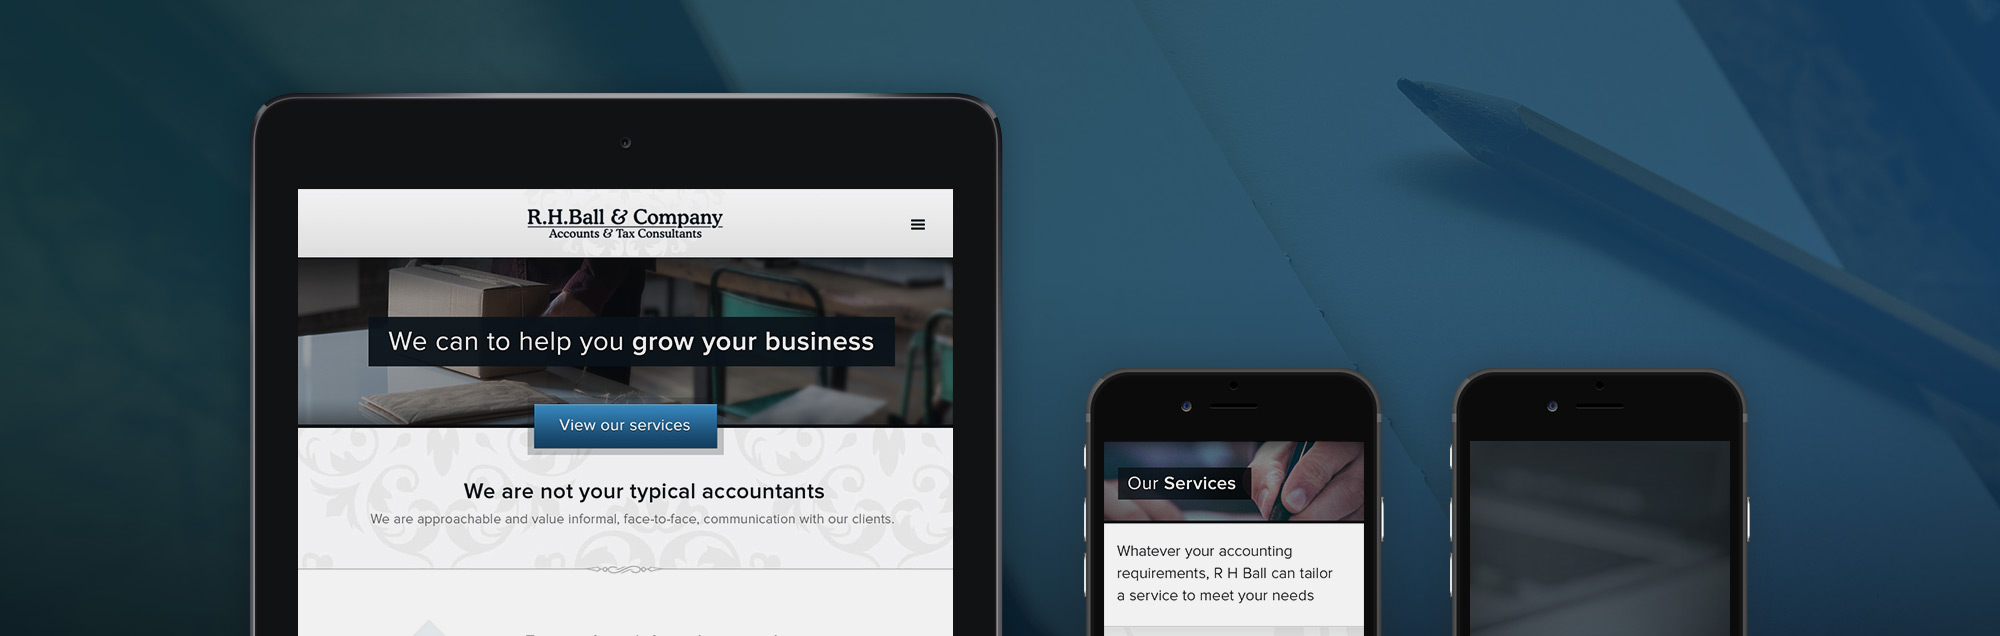 R.H.Ball & Company
Accounts & Tax Consultants
We can to help you grow your business
View our services
We are not your typical accountants
We are approachable and value informal, face-to-face, communication with our clients.
Our Services
Whatever your accounting
requirements, R H Ball can tailor
a service to meet your needs